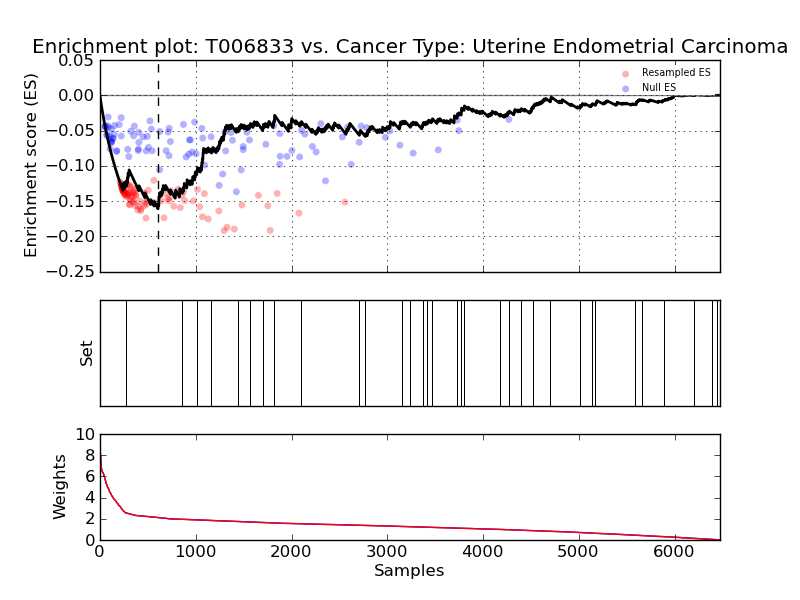 Enrichment plot: T006833 vs. Cancer Type: Uterine Endometrial Carcinoma
0.05
0.00
−0.05
−0.10
−0.15
−0.20
−0.25
Enrichment score (ES)
Resampled ES
Null ES
Set
10
8
6
4
2
0
Weights
0
1000
2000
3000
4000
5000
6000
Samples